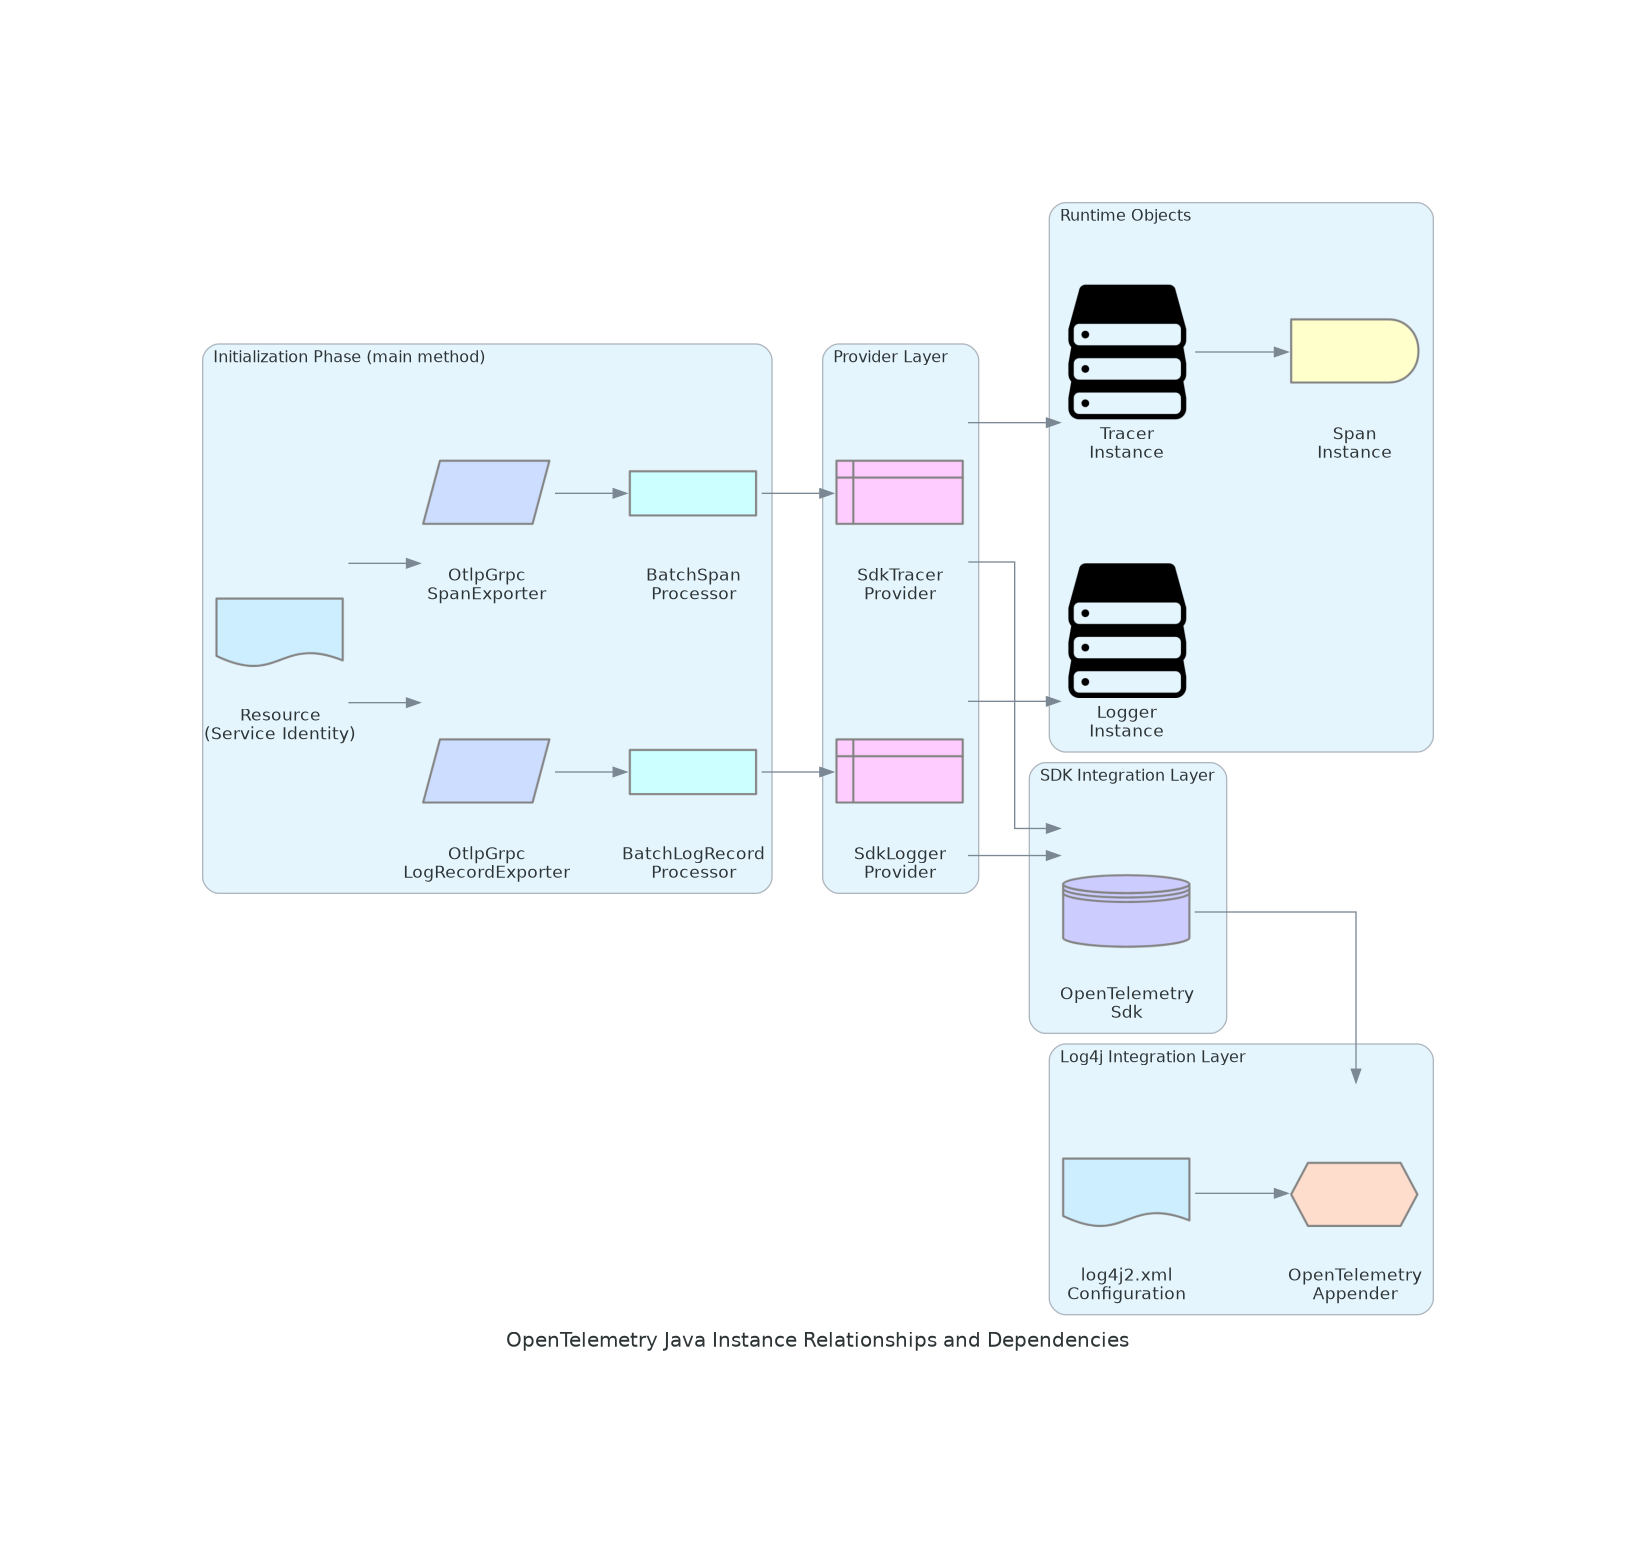 Runtime Objects
Tracer
Instance
Span
Instance
Logger
Instance
Initialization Phase (main method)
OtlpGrpc
SpanExporter
BatchSpan
Processor
Resource
(Service Identity)
OtlpGrpc
LogRecordExporter
BatchLogRecord
Processor
Provider Layer
SdkTracer
Provider
SdkLogger
Provider
SDK Integration Layer
OpenTelemetry
Sdk
Log4j Integration Layer
log4j2.xml
Configuration
OpenTelemetry
Appender
OpenTelemetry Java Instance Relationships and Dependencies